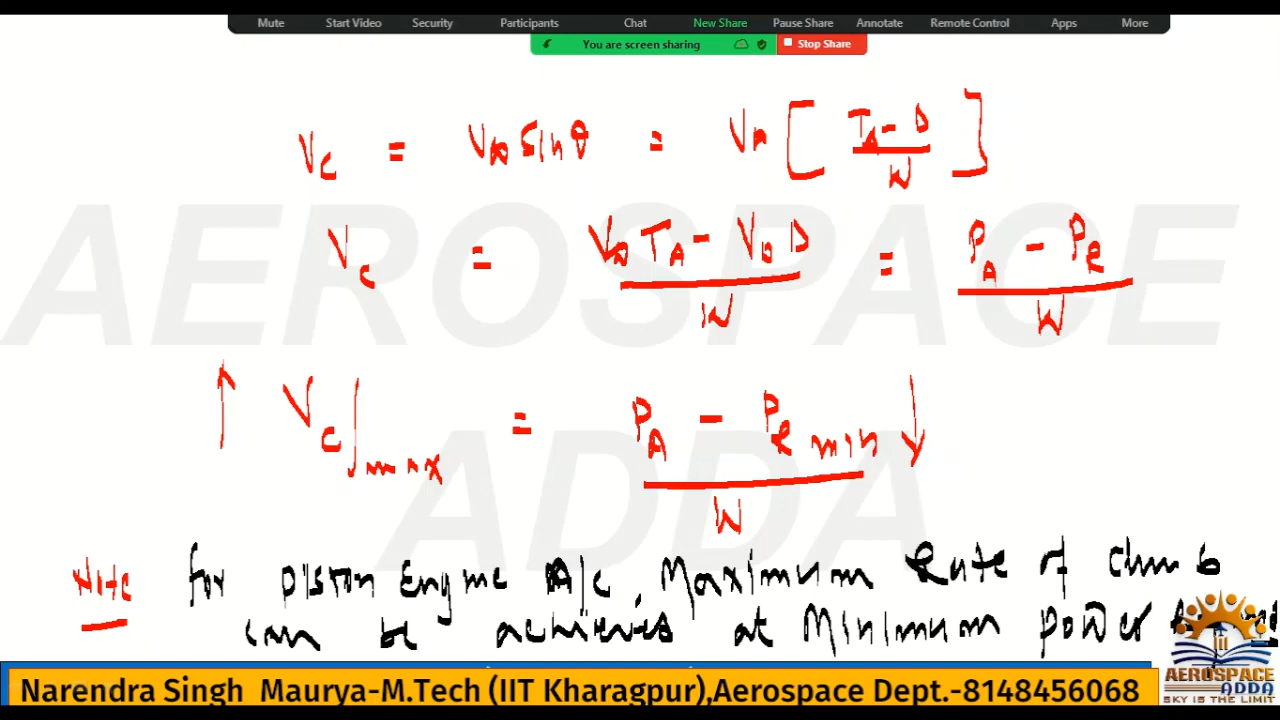 Mute Start Video Security Participants Chat New Share Pause Share Annotate Remote Control Apps More
You are screen sharing Stop Share
Vc = V∞ sin θ = V∞ [ (TA - D) / W ]
Vc = (V∞ TA - V∞ D) / W = (PA - PR) / W
↑ Vc|max = (PA - PR min ↓) / W
Note for Piston Engine A/c, Maximum Rate of Climb
can be achieves at Minimum power
AEROSPACE
ADDA
AEROSPACE
ADDA
SKY IS THE LIMIT
Narendra Singh Maurya-M.Tech (IIT Kharagpur),Aerospace Dept.-8148456068